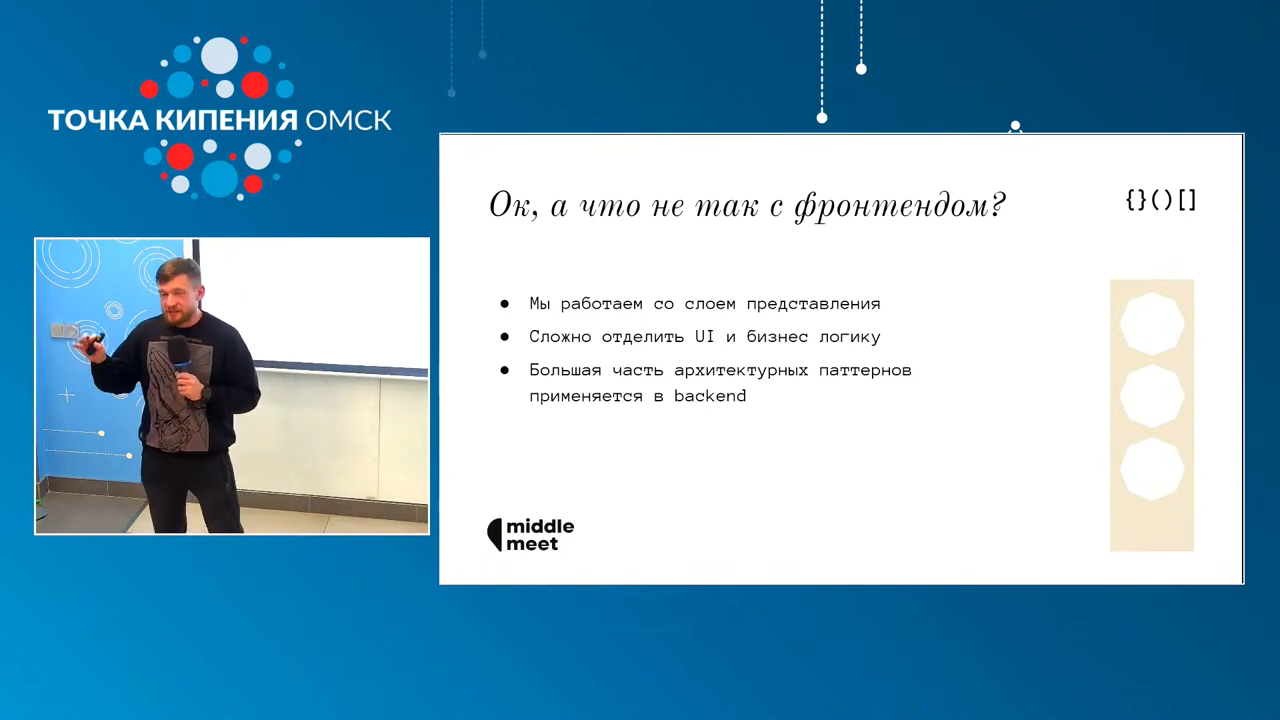 ТОЧКА КИПЕНИЯ ОМСК
Ок, а что не так с фронтендом?
{}()[]
● Мы работаем со слоем представления
● Сложно отделить UI и бизнес логику
● Большая часть архитектурных паттернов
применяется в backend
middle
meet